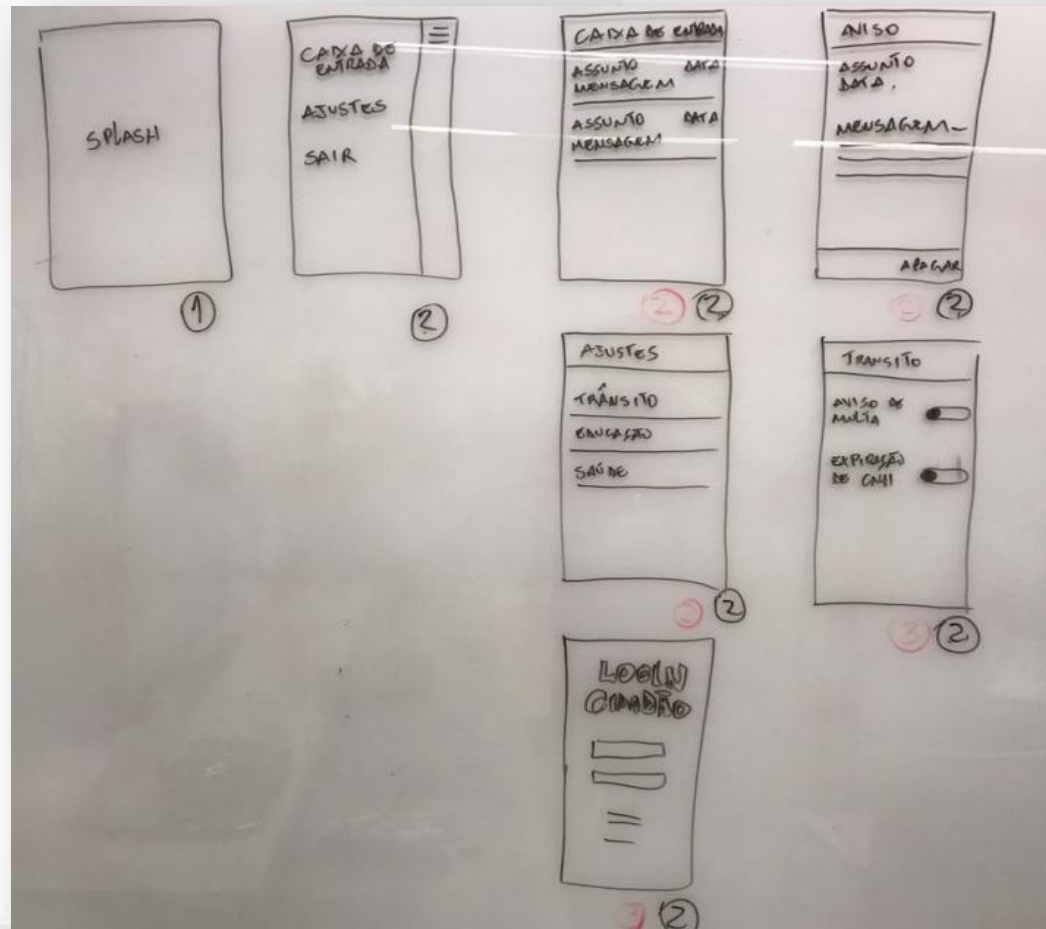 SPLASH
CAIXA DE
ENTRADA
AJUSTES
SAIR
2
1
CAIXA DE ENTRADA
ASSUNTO DATA
MENSAGEM
ASSUNTO DATA
MENSAGEM
2 2
AVISO
ASSUNTO
DATA.
MENSAGEM
APAGAR
2
AJUSTES
TRÂNSITO
EDUCAÇÃO
SAÚDE
2
TRANSITO
AVISO DE
MULTA
EXPIRAÇÃO
DE CNH
3 2
LOGIN
CIDADÃO
3 2